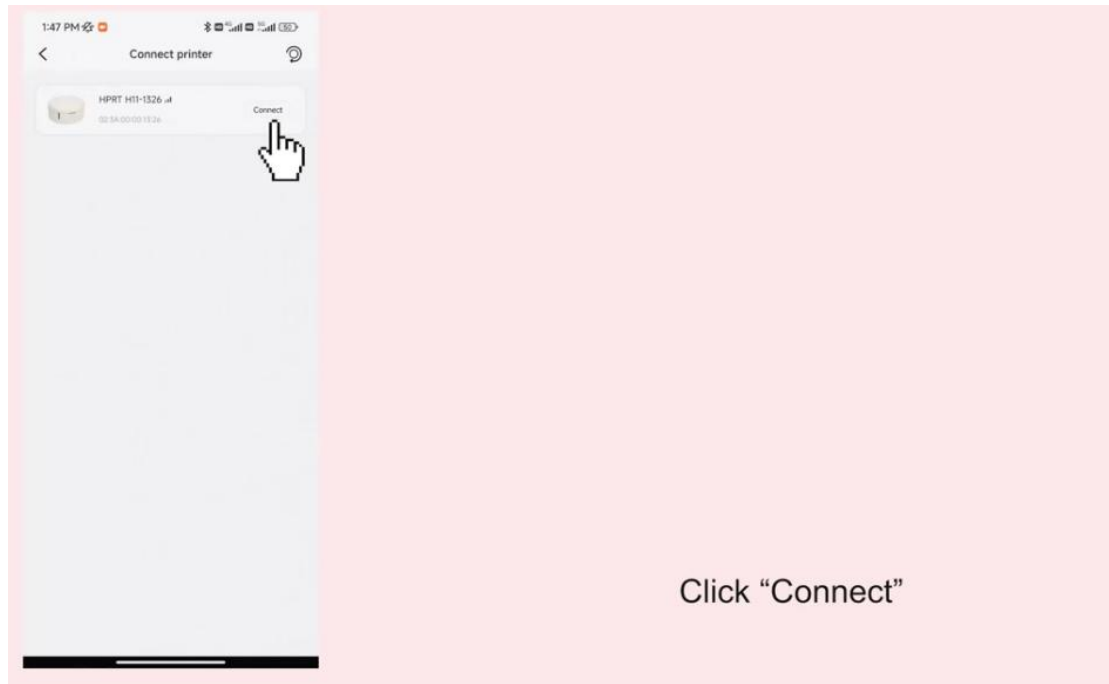 1:47 PM
Connect printer
HPRT H11-1326
Connect
Click “Connect”